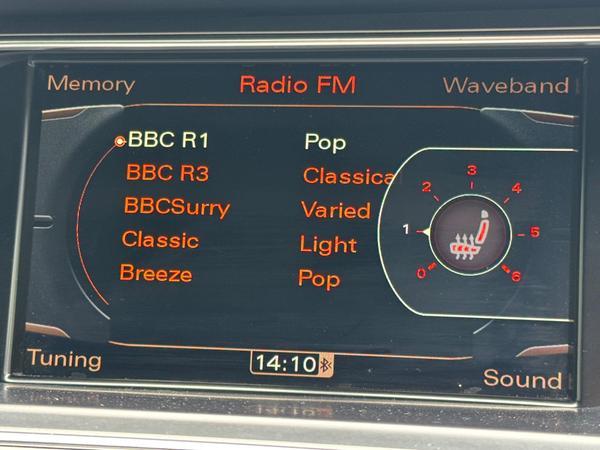 Memory Radio FM Waveband
BBC R1 Pop
BBC R3 Classica
BBCSurry Varied
Classic Light
Breeze Pop
0 1 2 3 4 5 6
Tuning 14:10 Sound